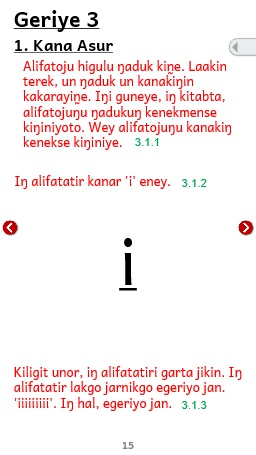 Geriye 3
1. Kana Asur
Alifatoju higulu ŋaduk kiŋe. Laakin
terek, un ŋaduk un kanakiŋin
kakarayiŋe. Iŋi guneye, iŋ kitabta,
alifatojuŋu ŋadukuŋ kenekmense
kiŋiniyoto. Wey alifatojuŋu kanakiŋ
kenekse kiŋiniye. 3.1.1
Iŋ alifatatir kanar 'i' eney. 3.1.2
i
Kiligit unor, iŋ alifatatiri garta jikin. Iŋ
alifatatir lakgo jarnikgo egeriyo jan.
'iiiiiiiii'. Iŋ hal, egeriyo jan. 3.1.3
15